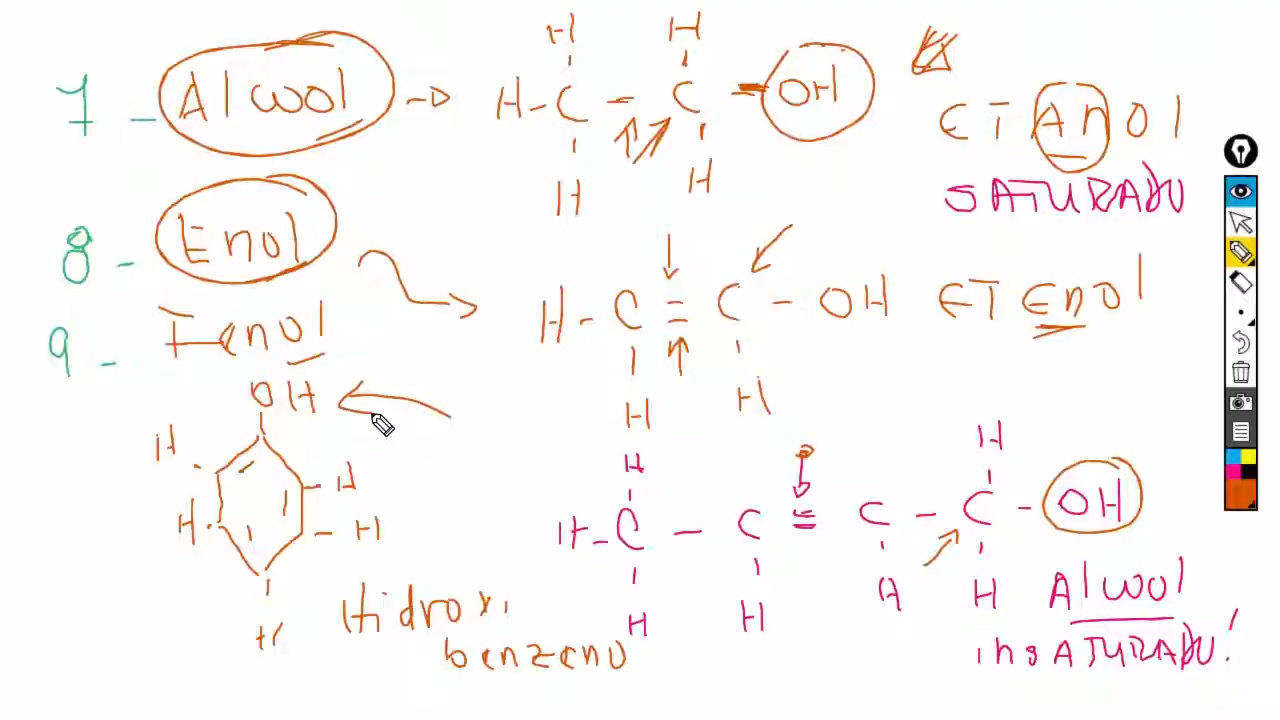 7 - Alcool → H-C-C-OH ETANOL
H H
H H
SATURADO
8 - Enol → H-C=C-OH ETENOL
H H
9 - Fenol
OH
H H
H H
H
Hidroxi
benzeno
H H
H-C-C=C-C-OH
H H H H
Alcool
insATURADO!